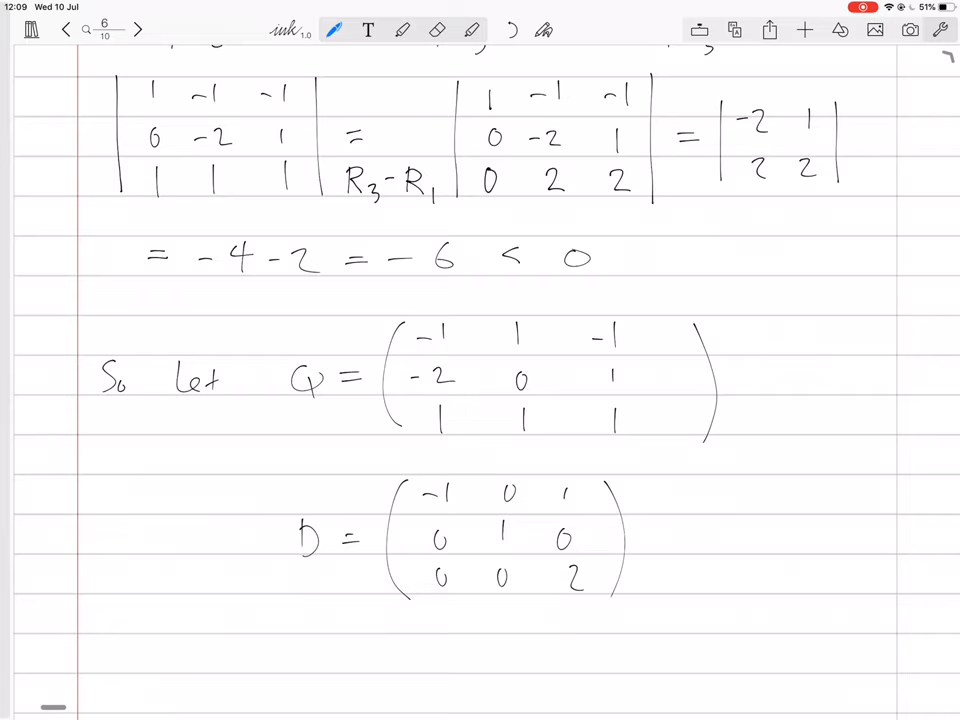 12:09 Wed 10 Jul 51%
6
10
ink 1.0 T
| 1 -1 -1 | = | 1 -1 -1 | = | -2 1 |
| 0 -2 1 | | 0 -2 1 | | 2 2 |
| 1 1 1 | R₃-R₁ | 0 2 2 |
= -4 -2 = -6 < 0
So let Q = ( -1 1 -1
-2 0 1
1 1 1 )
D = ( -1 0 ,
0 1 0
0 0 2 )